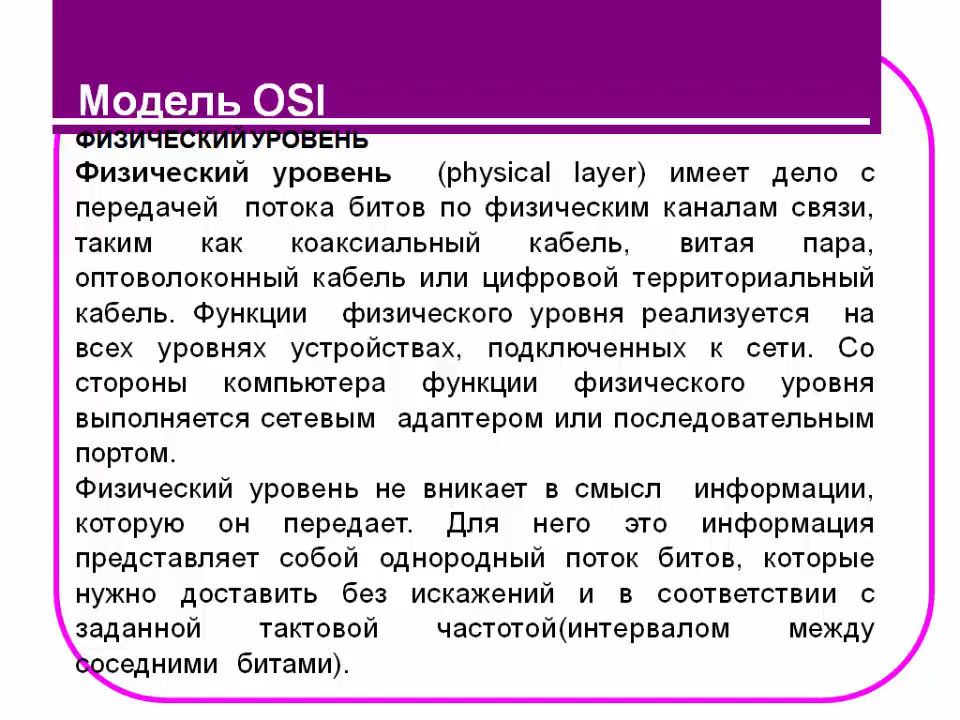 Модель OSI
ФИЗИЧЕСКИЙ УРОВЕНЬ
Физический уровень (physical layer) имеет дело с
передачей потока битов по физическим каналам связи,
таким как коаксиальный кабель, витая пара,
оптоволоконный кабель или цифровой территориальный
кабель. Функции физического уровня реализуется на
всех уровнях устройствах, подключенных к сети. Со
стороны компьютера функции физического уровня
выполняется сетевым адаптером или последовательным
портом.
Физический уровень не вникает в смысл информации,
которую он передает. Для него это информация
представляет собой однородный поток битов, которые
нужно доставить без искажений и в соответствии с
заданной тактовой частотой(интервалом между
соседними битами).